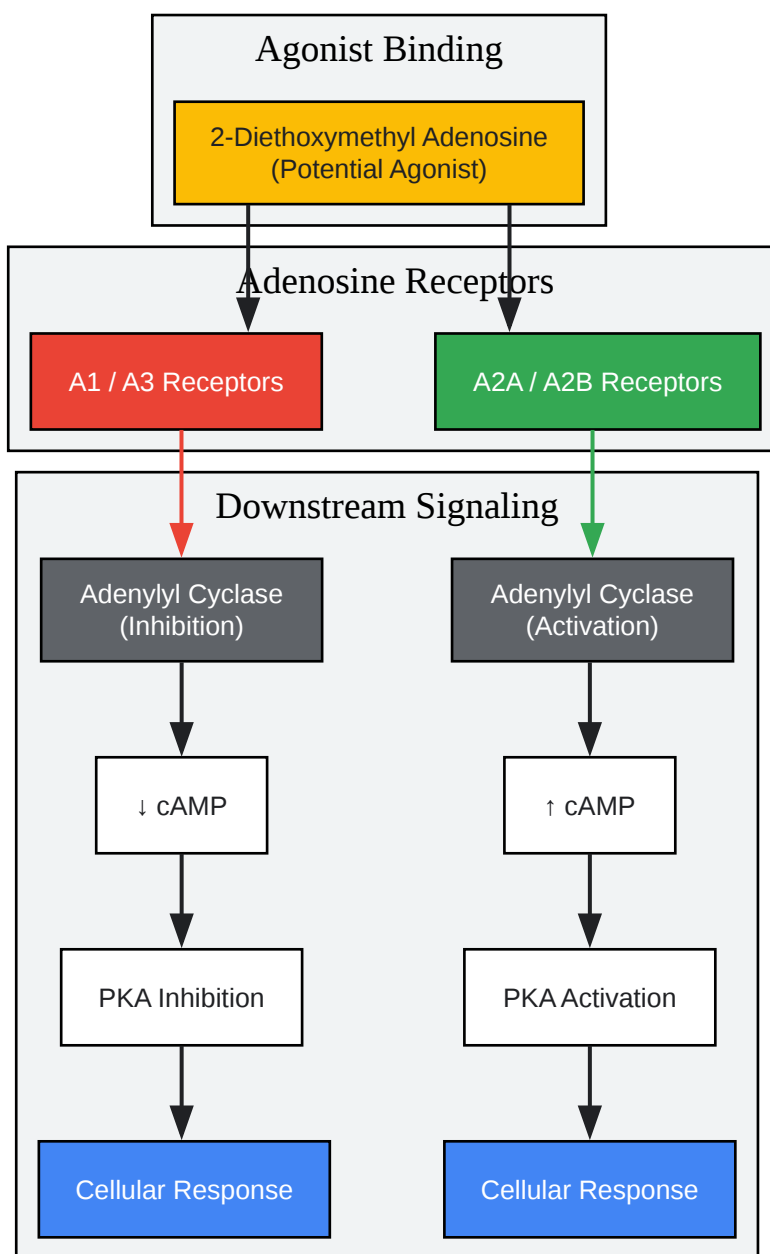 Agonist Binding
2-Diethoxymethyl Adenosine
(Potential Agonist)
Adenosine Receptors
A1 / A3 Receptors
A2A / A2B Receptors
Downstream Signaling
Adenylyl Cyclase
(Inhibition)
Adenylyl Cyclase
(Activation)
↓ cAMP
↑ cAMP
PKA Inhibition
PKA Activation
Cellular Response
Cellular Response